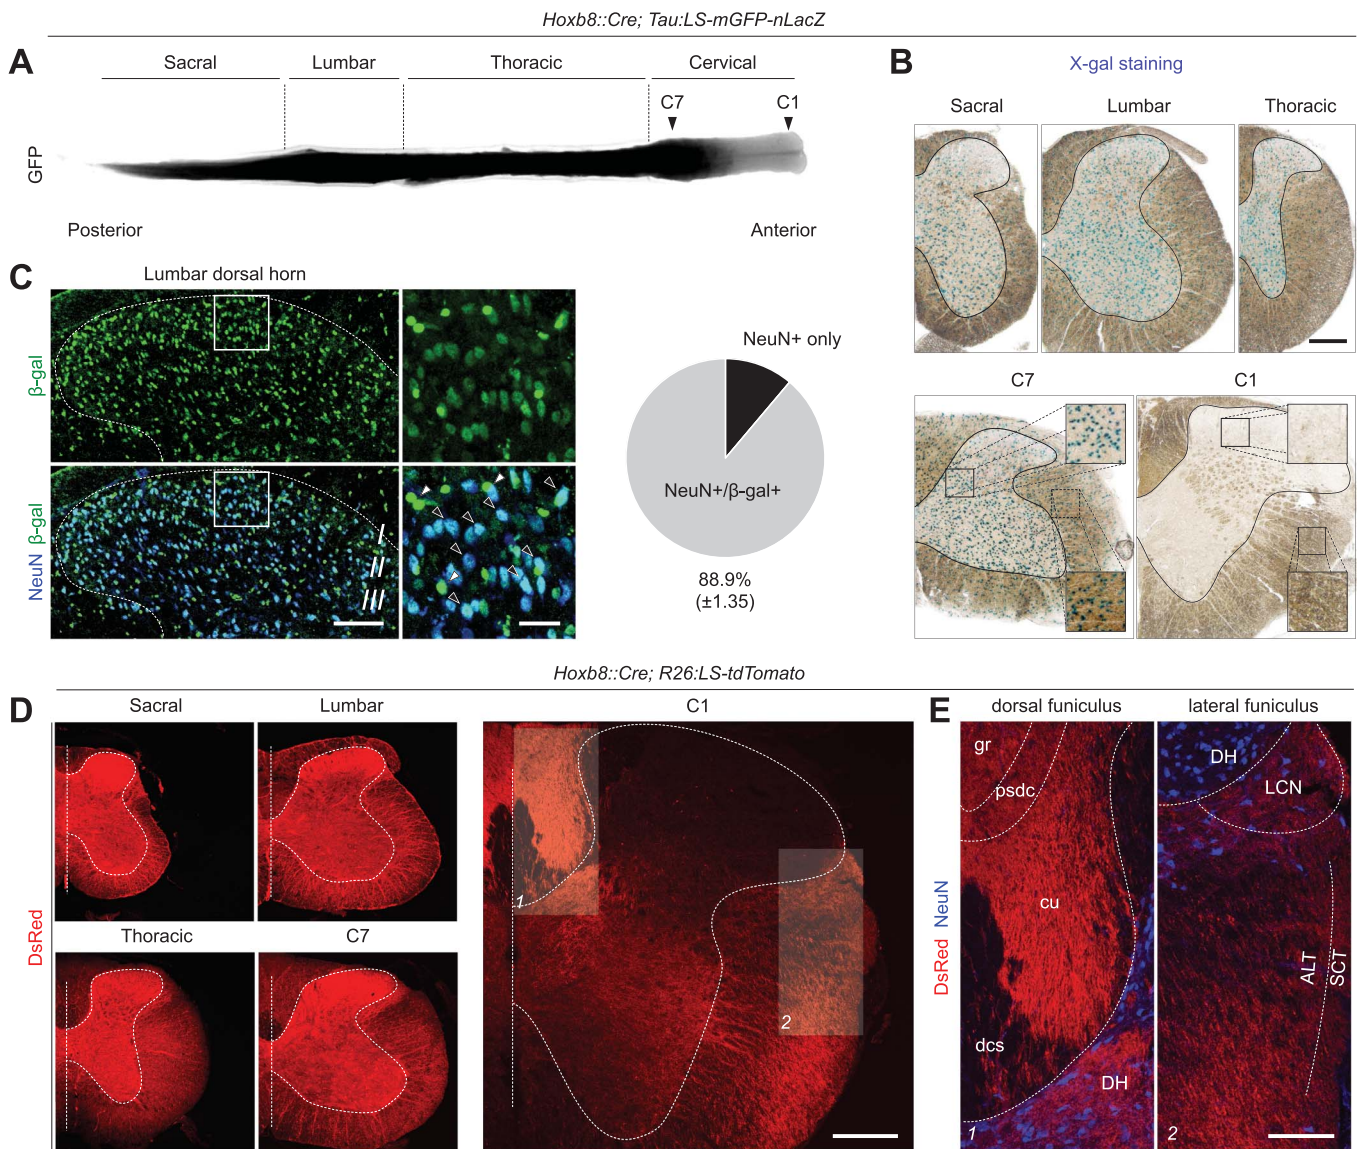 Hoxb8::Cre; Tau:LS-mGFP-nLacZ
A
Sacral
Lumbar
Thoracic
Cervical
C7
C1
GFP
Posterior
Anterior
B
X-gal staining
Sacral
Lumbar
Thoracic
C7
C1
C
Lumbar dorsal horn
β-gal
NeuN β-gal
I
II
III
NeuN+ only
NeuN+/β-gal+
88.9%
(±1.35)
Hoxb8::Cre; R26:LS-tdTomato
D
Sacral
Lumbar
Thoracic
C7
C1
DsRed
1
2
E
dorsal funiculus
lateral funiculus
DsRed NeuN
gr
psdc
cu
dcs
DH
1
DH
LCN
ALT
SCT
2